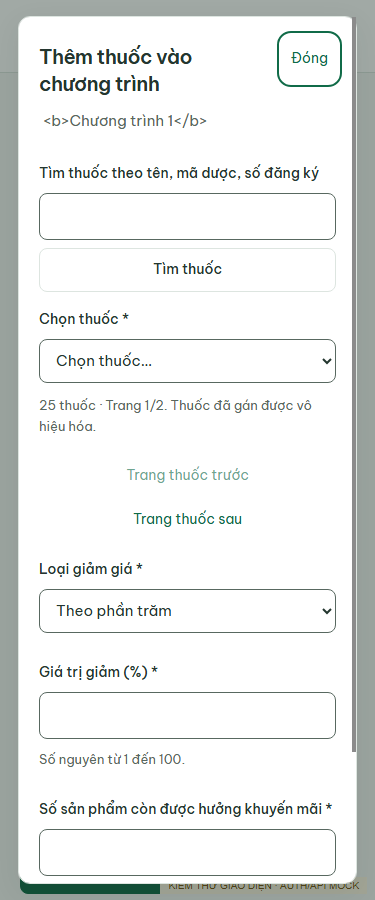 Thêm thuốc vào
chương trình
Đóng
<b>Chương trình 1</b>
Tìm thuốc theo tên, mã dược, số đăng ký
Tìm thuốc
Chọn thuốc *
Chọn thuốc...
25 thuốc · Trang 1/2. Thuốc đã gán được vô
hiệu hóa.
Trang thuốc trước
Trang thuốc sau
Loại giảm giá *
Theo phần trăm
Giá trị giảm (%) *
Số nguyên từ 1 đến 100.
Số sản phẩm còn được hưởng khuyến mãi *
KIỂM THỬ GIAO DIỆN · AUTH/API MOCK